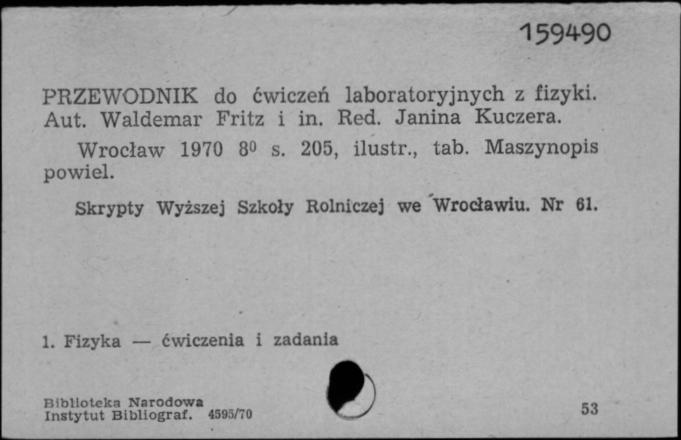 159490
PRZEWODNIK do ćwiczeń laboratoryjnych z fizyki.
Aut. Waldemar Fritz i in. Red. Janina Kuczera.
Wrocław 1970 8⁰ s. 205, ilustr., tab. Maszynopis
powiel.
Skrypty Wyższej Szkoły Rolniczej we Wrocławiu. Nr 61.
1. Fizyka — ćwiczenia i zadania
Biblioteka Narodowa
Instytut Bibliograf. 4595/70
53